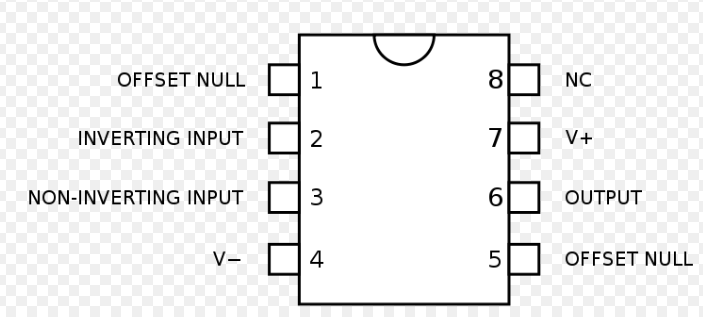 OFFSET NULL 1 8 NC
INVERTING INPUT 2 7 V+
NON-INVERTING INPUT 3 6 OUTPUT
V− 4 5 OFFSET NULL